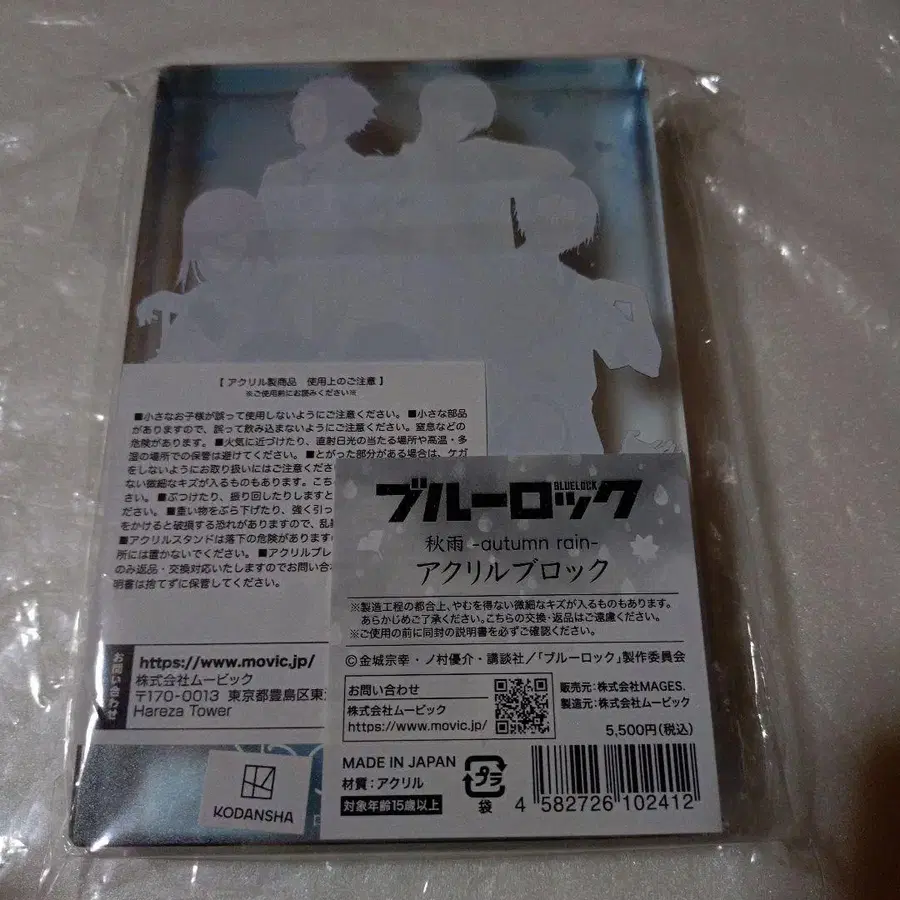 【 アクリル製商品　使用上のご注意 】
※ご使用前にお読みください※
■小さなお子様が誤って使用しないようにご注意ください。 ■小さな部品
がありますので、誤って飲み込まないようにご注意ください。窒息などの
危険があります。 ■火気に近づけたり、直射日光の当たる場所や高温・多
湿の場所での保管は避けてください。 ■とがった部分がある場合は、ケガ
をしないようにお取り扱いにはご注意くださ
ない微細なキズが入るものもあります。こち
さい。 ■ぶつけたり、振り回したりしますと
ださい。 ■重い物をぶら下げたり、強く引っ
をかけると破損する恐れがありますので、乱
■アクリルスタンドは落下の危険があります
所には置かないでください。 ■アクリルプレ
のみ返品・交換対応いたしますのでお問い合
明書は捨てずに保管してください。
お問い合わせ
https://www.movic.jp/
株式会社ムービック
〒170-0013 東京都豊島区東
Hareza Tower
KODANSHA
BLUELOCK
ブルーロック
秋雨 -autumn rain-
アクリルブロック
※製造工程の都合上、やむを得ない微細なキズが入るものもあります。
あらかじめご了承ください。こちらの交換・返品はご遠慮ください。
※ご使用の前に同封の説明書を必ずご確認ください。
©金城宗幸・ノ村優介・講談社／「ブルーロック」製作委員会
お問い合わせ
株式会社ムービック
https://www.movic.jp/
販売元：株式会社MAGES.
製造元：株式会社ムービック
5,500円(税込)
MADE IN JAPAN
材質：アクリル
対象年齢15歳以上
プラ
袋
4 582726 102412